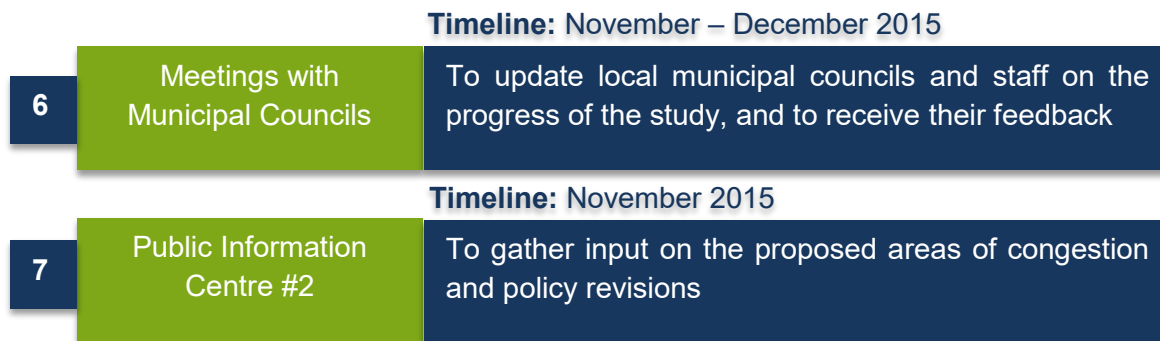 Timeline: November – December 2015
6
Meetings with
Municipal Councils
To update local municipal councils and staff on the
progress of the study, and to receive their feedback
Timeline: November 2015
7
Public Information
Centre #2
To gather input on the proposed areas of congestion
and policy revisions